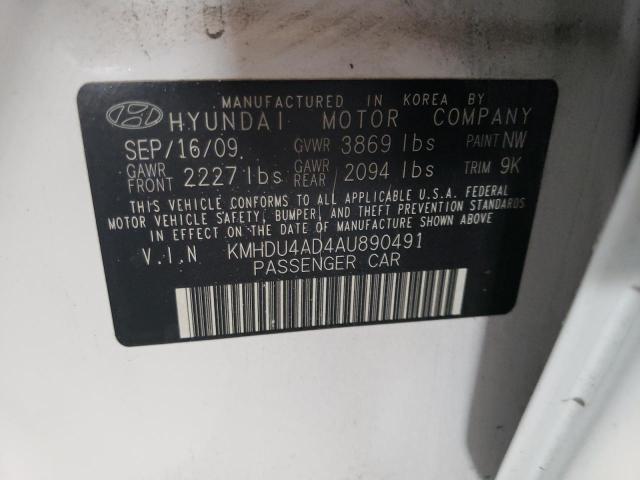 MANUFACTURED IN KOREA BY
HYUNDAI MOTOR COMPANY
SEP/16/09 GVWR 3869 lbs PAINT NW
GAWR FRONT 2227 lbs GAWR REAR 2094 lbs TRIM 9K
THIS VEHICLE CONFORMS TO ALL APPLICABLE U.S.A. FEDERAL
MOTOR VEHICLE SAFETY, BUMPER, AND THEFT PREVENTION STANDARDS
IN EFFECT ON THE DATE OF MANUFACTURE SHOWN ABOVE
V.I.N KMHDU4AD4AU890491
PASSENGER CAR